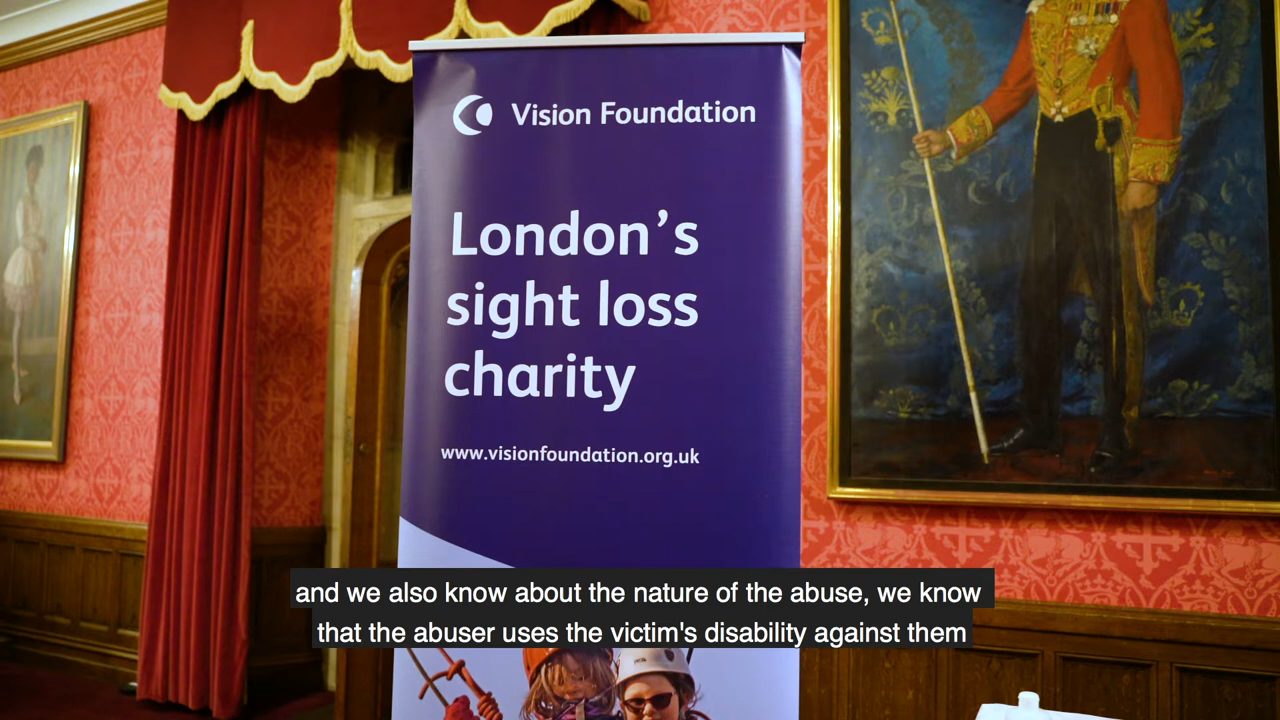 Vision Foundation
London's
sight loss
charity
www.visionfoundation.org.uk
and we also know about the nature of the abuse, we know
that the abuser uses the victim's disability against them